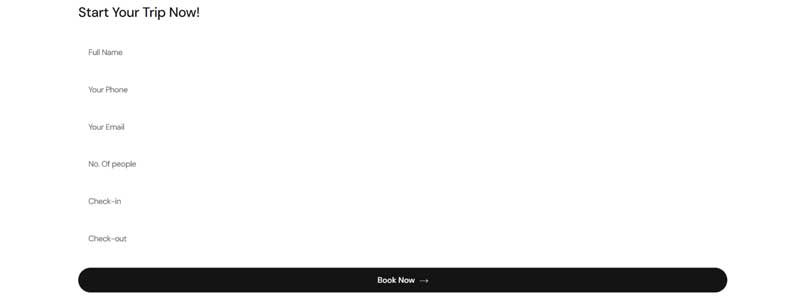 Start Your Trip Now!
Full Name
Your Phone
Your Email
No. Of people
Check-in
Check-out
Book Now →